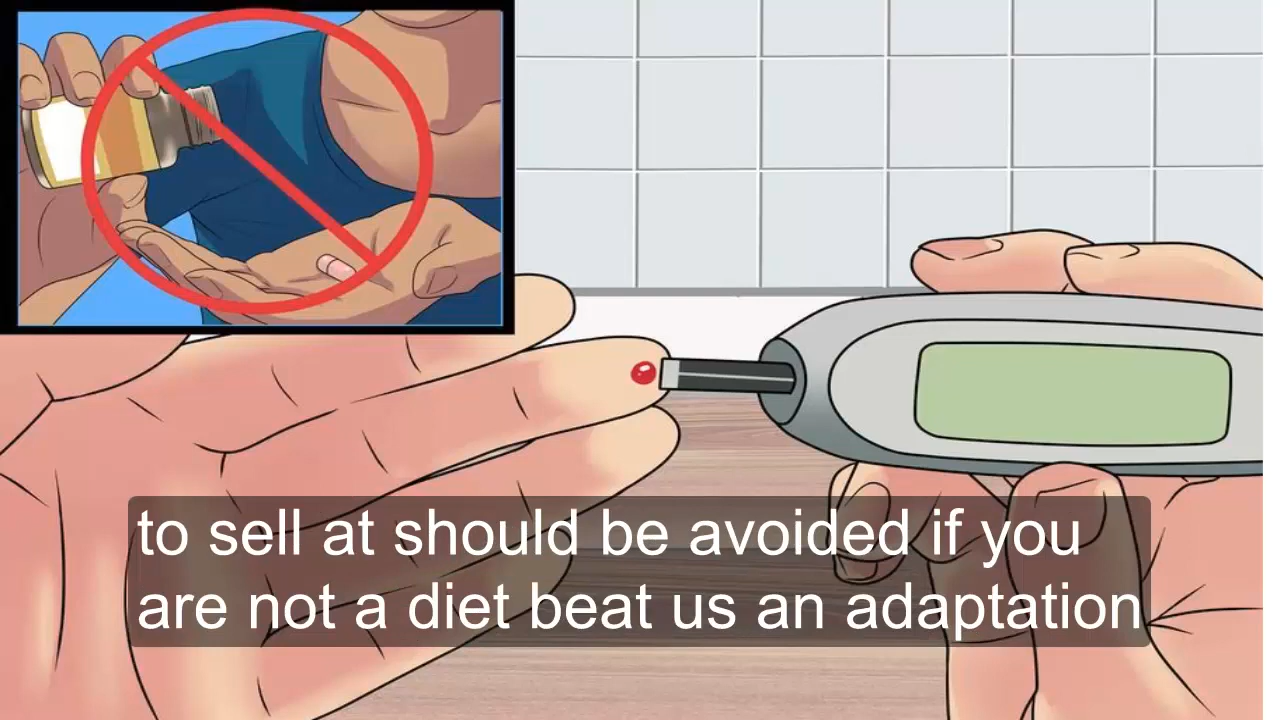 to sell at should be avoided if you
are not a diet beat us an adaptation